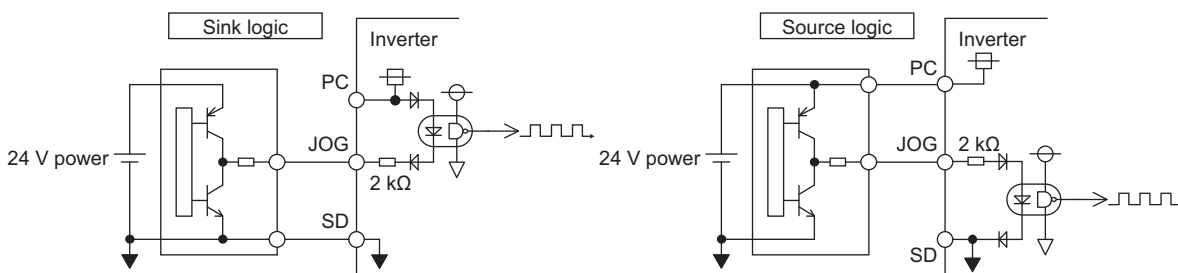 Sink logic
Inverter
PC
24 V power
JOG
2 kΩ
SD
Source logic
Inverter
PC
24 V power
JOG
2 kΩ
SD